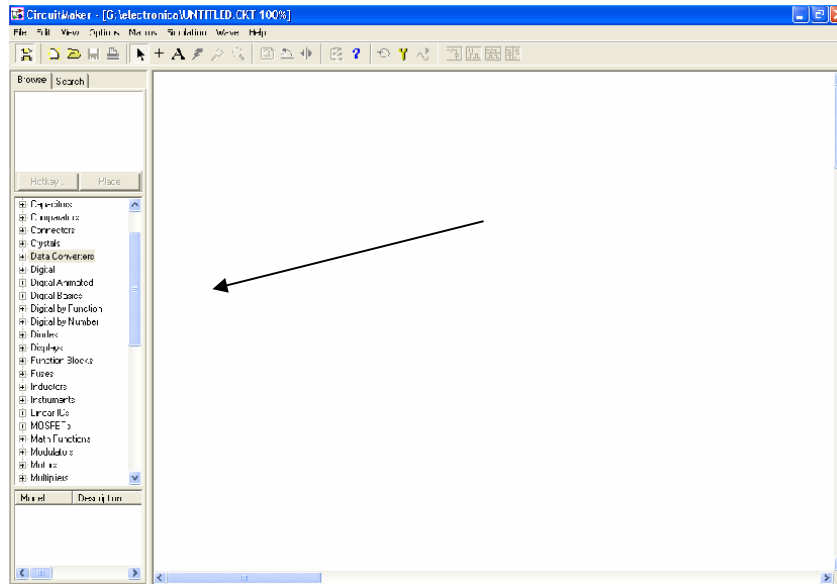 CircuitMaker - [G:\electronica\UNTITLED.CKT 100%]
File Edit View Options Macros Simulation Wave Help
Browse Search
Hotkey... Place
Capacitors
Comparators
Connectors
Crystals
Data Converters
Digital
Digital Animated
Digital Basics
Digital by Function
Digital by Number
Diodes
Displays
Function Blocks
Fuses
Inductors
Instruments
Linear ICs
MOSFETs
Math Functions
Modulators
Motors
Multipliers
Model Description